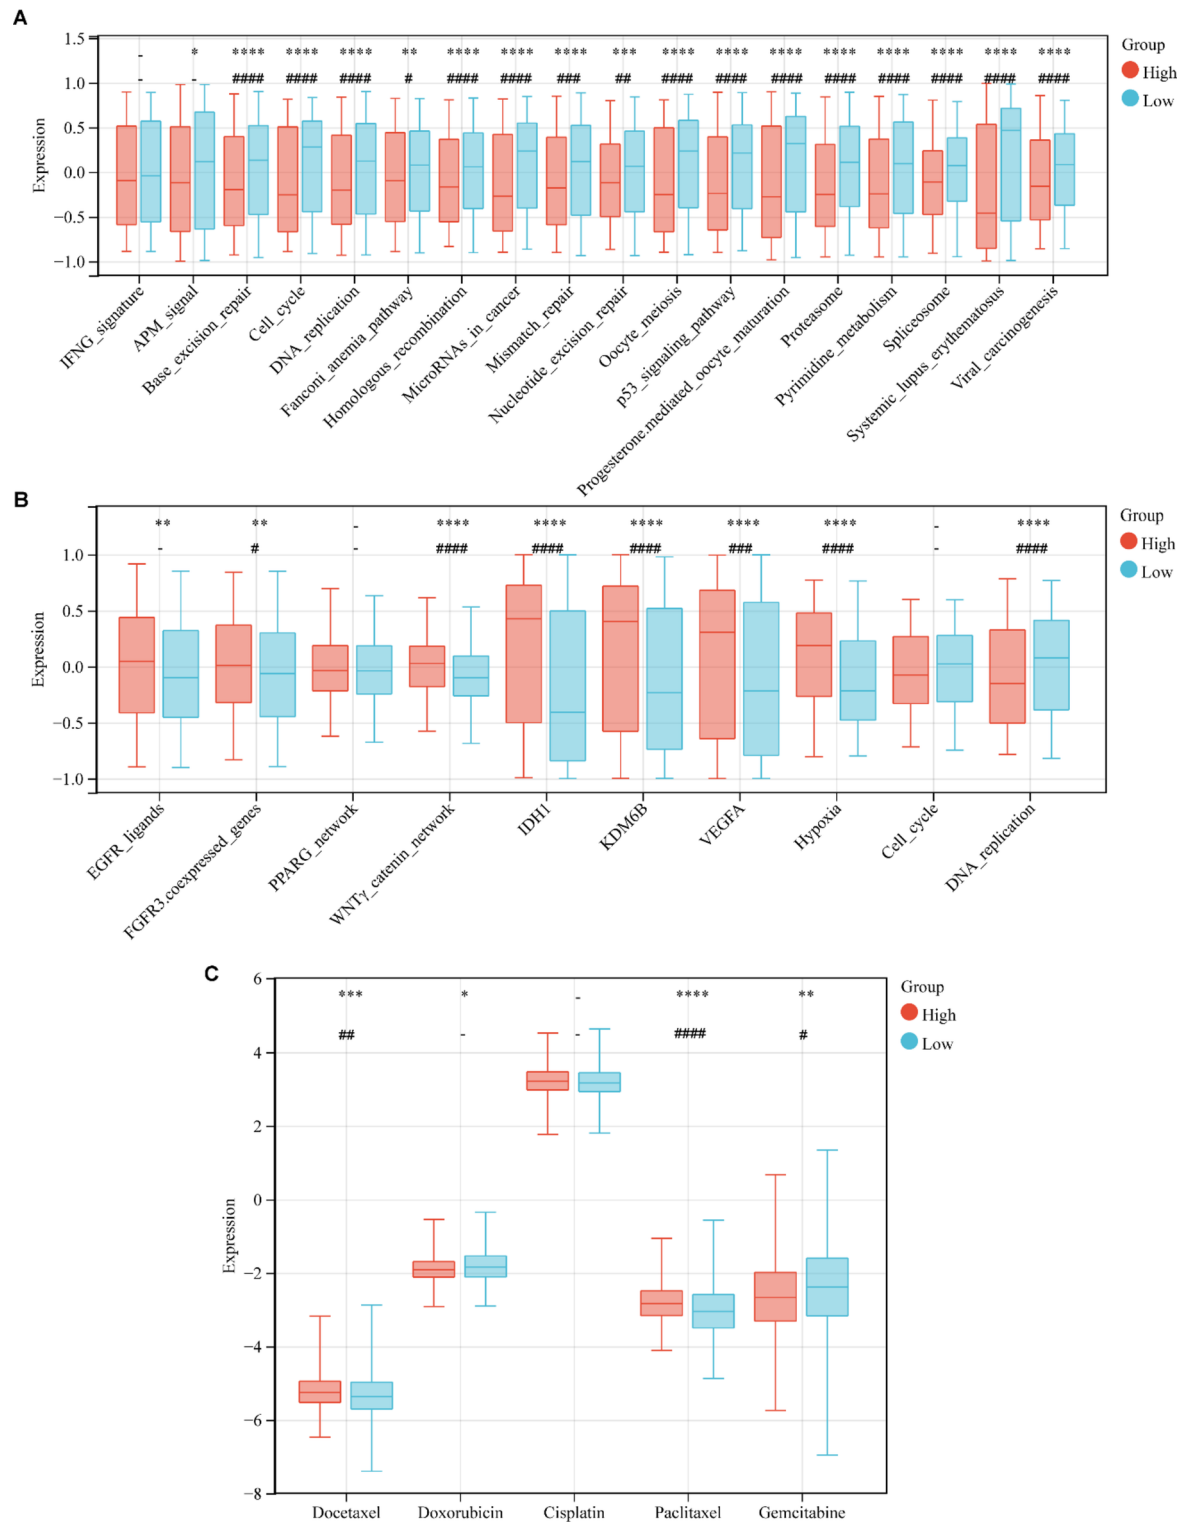 A
1.5
1.0
0.5
0.0
−0.5
−1.0
Expression
- * **** **** **** ** **** **** **** *** **** **** **** **** **** **** **** ****
- - #### #### #### # #### #### ### ## #### #### #### #### #### #### #### ####
Group
High
Low
IFNG_signature
APM_signal
Base_excision_repair
Cell_cycle
DNA_replication
Fanconi_anemia_pathway
Homologous_recombination
MicroRNAs_in_cancer
Mismatch_repair
Nucleotide_excision_repair
Oocyte_meiosis
p53_signaling_pathway
Progesterone.mediated_oocyte_maturation
Proteasome
Pyrimidine_metabolism
Spliceosome
Systemic_lupus_erythematosus
Viral_carcinogenesis
B
1.0
0.5
0.0
−0.5
−1.0
Expression
** ** - **** **** **** **** **** - ****
- # - #### #### #### ### #### - ####
Group
High
Low
EGFR_ligands
FGFR3.coexpressed_genes
PPARG_network
WNTγ_catenin_network
IDH1
KDM6B
VEGFA
Hypoxia
Cell_cycle
DNA_replication
C
6
4
2
0
−2
−4
−6
−8
Expression
*** * - **** **
## - - #### #
Group
High
Low
Docetaxel Doxorubicin Cisplatin Paclitaxel Gemcitabine